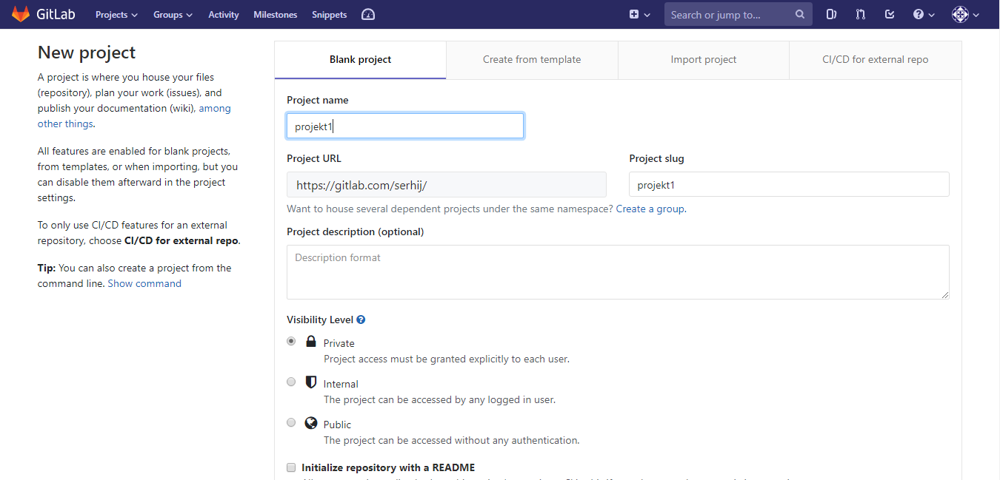 GitLab Projects Groups Activity Milestones Snippets Search or jump to...
New project
A project is where you house your files
(repository), plan your work (issues), and
publish your documentation (wiki), among
other things.
All features are enabled for blank projects,
from templates, or when importing, but you
can disable them afterward in the project
settings.
To only use CI/CD features for an external
repository, choose CI/CD for external repo.
Tip: You can also create a project from the
command line. Show command
Blank project Create from template Import project CI/CD for external repo
Project name
projekt1
Project URL Project slug
https://gitlab.com/serhij/ projekt1
Want to house several dependent projects under the same namespace? Create a group.
Project description (optional)
Description format
Visibility Level
Private
Project access must be granted explicitly to each user.
Internal
The project can be accessed by any logged in user.
Public
The project can be accessed without any authentication.
Initialize repository with a README